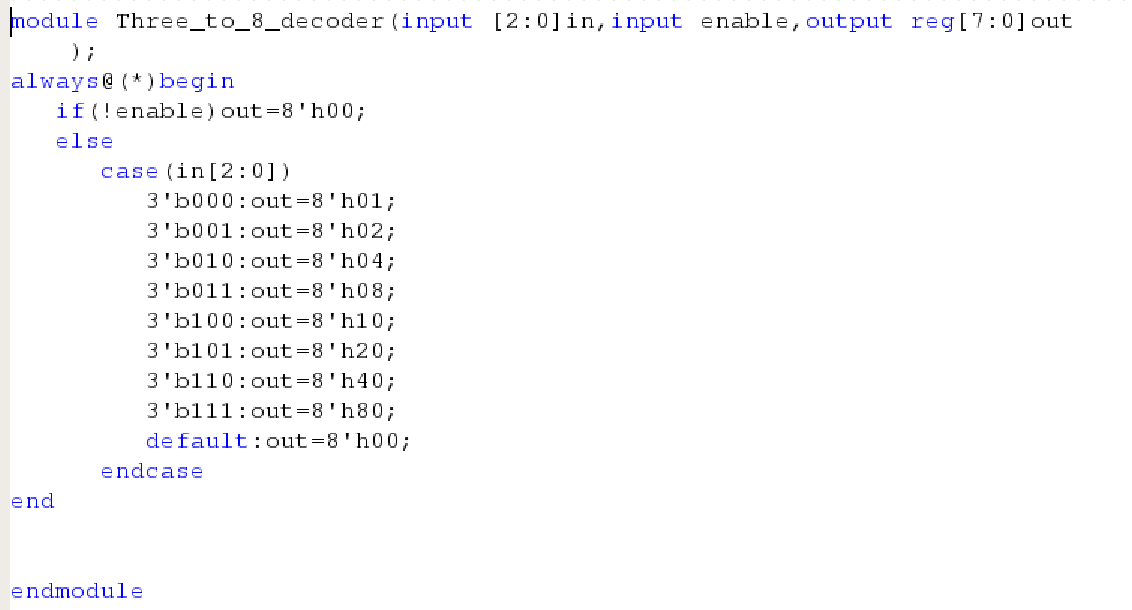 module Three_to_8_decoder(input [2:0]in,input enable,output reg[7:0]out
);
always@(*)begin
if(!enable)out=8'h00;
else
case(in[2:0])
3'b000:out=8'h01;
3'b001:out=8'h02;
3'b010:out=8'h04;
3'b011:out=8'h08;
3'b100:out=8'h10;
3'b101:out=8'h20;
3'b110:out=8'h40;
3'b111:out=8'h80;
default:out=8'h00;
endcase
end
endmodule